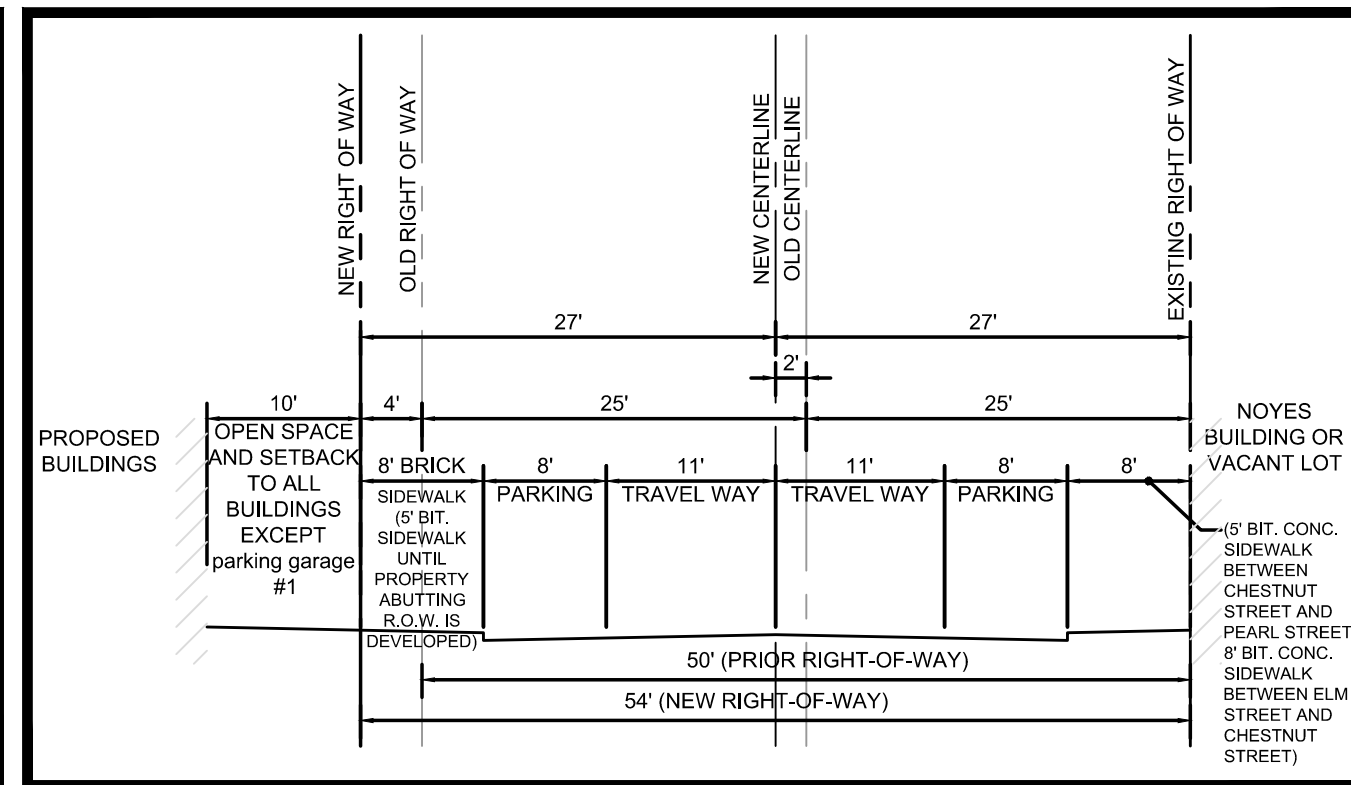 NEW RIGHT OF WAY
OLD RIGHT OF WAY
NEW CENTERLINE
OLD CENTERLINE
EXISTING RIGHT OF WAY
27'
27'
2'
10'
4'
25'
25'
PROPOSED
BUILDINGS
OPEN SPACE
AND SETBACK
TO ALL
BUILDINGS
EXCEPT
parking garage
#1
8' BRICK
SIDEWALK
(5' BIT.
SIDEWALK
UNTIL
PROPERTY
ABUTTING
R.O.W. IS
DEVELOPED)
8'
PARKING
11'
TRAVEL WAY
11'
TRAVEL WAY
8'
PARKING
8'
NOYES
BUILDING OR
VACANT LOT
(5' BIT. CONC.
SIDEWALK
BETWEEN
CHESTNUT
STREET AND
PEARL STREET
8' BIT. CONC.
SIDEWALK
BETWEEN ELM
STREET AND
CHESTNUT
STREET)
50' (PRIOR RIGHT-OF-WAY)
54' (NEW RIGHT-OF-WAY)